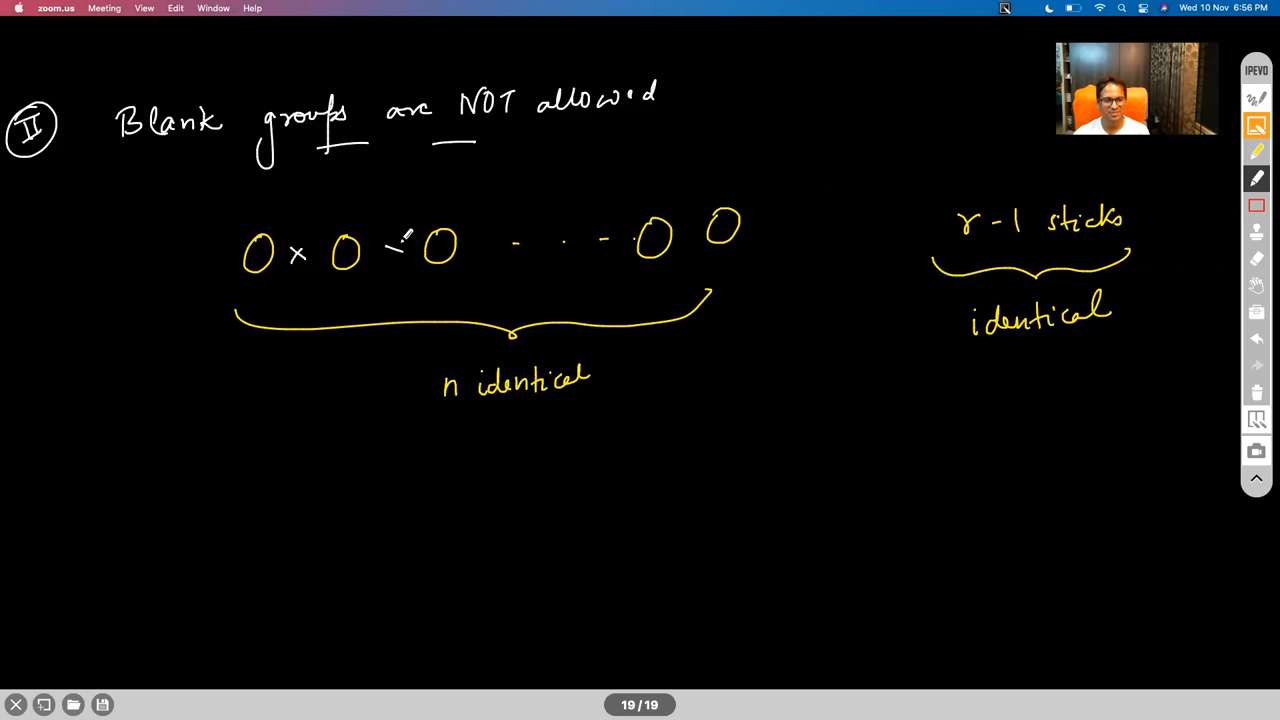 zoom.us Meeting View Edit Window Help Wed 10 Nov 6:56 PM
IPEVO
II Blank groups are NOT allowed
O × O O - - - O O
r - 1 sticks
identical
n identical
19 / 19